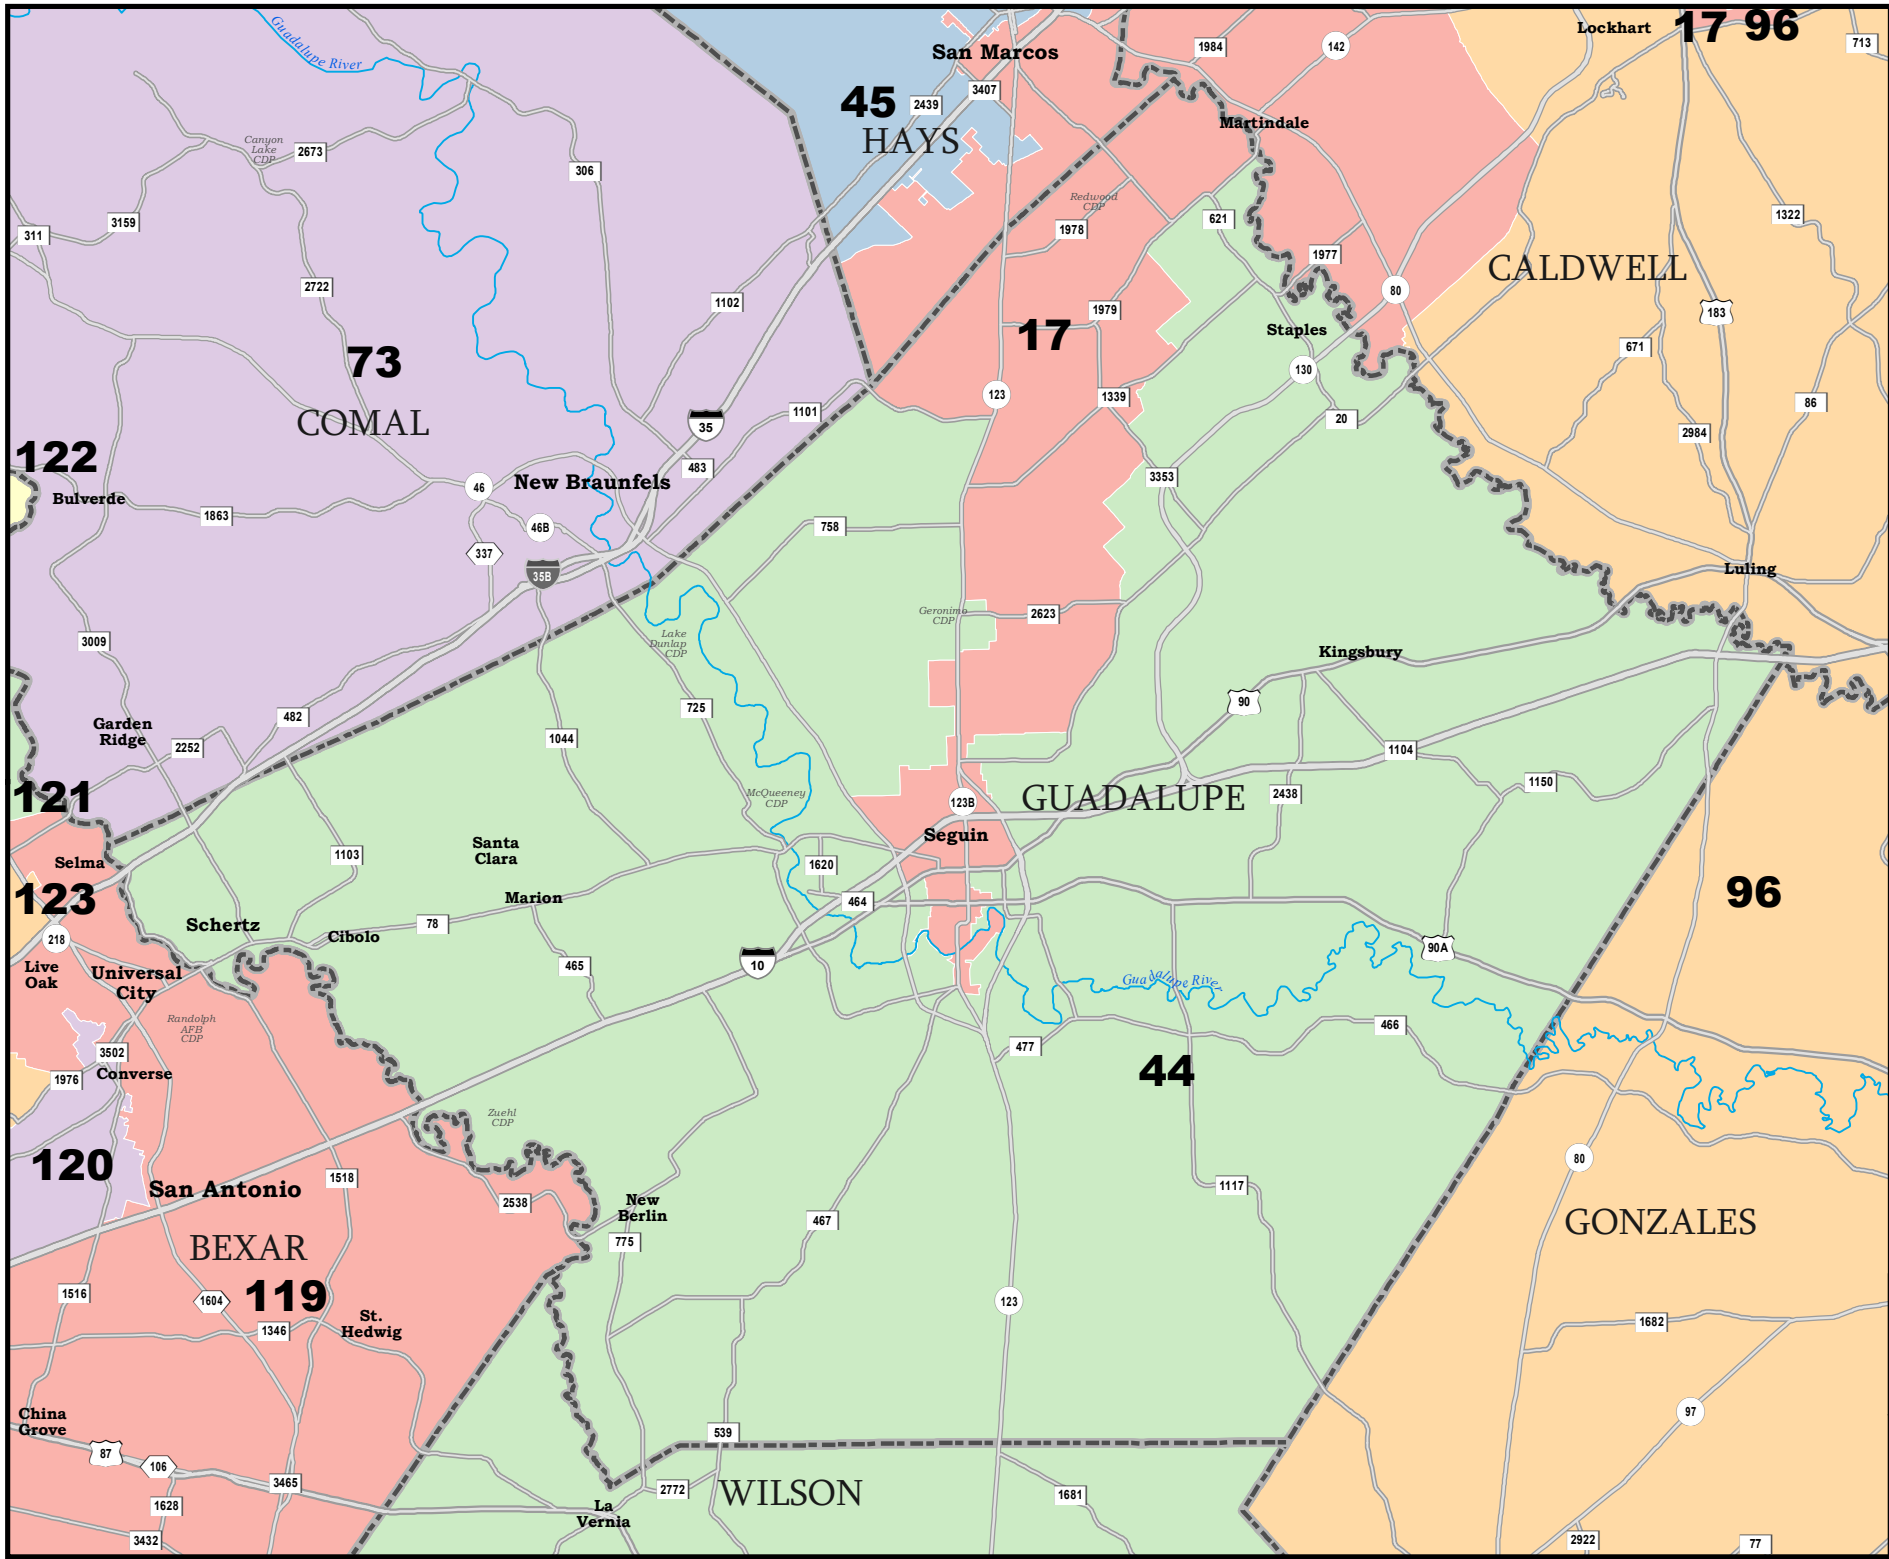 Guadalupe River
San Marcos
Lockhart
17 96
713
1984
142
45
2439
3407
HAYS
Martindale
Canyon
Lake
CDP
2673
306
3159
311
Redwood
CDP
1978
621
1322
1977
CALDWELL
2722
1102
80
1979
17
Staples
183
671
73
130
COMAL
1101
123
1339
20
86
35
2984
122
Bulverde
483
46
New Braunfels
3353
1863
46B
758
337
35B
Luling
Geronimo
CDP
2623
3009
Lake
Dunlap
CDP
Kingsbury
725
90
482
Garden
Ridge
2252
1044
1104
1150
121
McQueeney
CDP
123B
GUADALUPE
2438
Seguin
Santa
Clara
1103
Selma
1620
123
Marion
464
96
Schertz
78
Cibolo
218
90A
Live
Oak
Universal
City
465
10
Guadalupe River
Randolph
AFB
CDP
466
3502
477
1976
Converse
44
Zuehl
CDP
120
80
San Antonio
1518
2538
1117
New
Berlin
467
GONZALES
775
BEXAR
1516
1604
119
123
St.
Hedwig
1346
1682
China
Grove
97
87
539
106
3465
2772
WILSON
1681
1628
La
Vernia
3432
2922
77